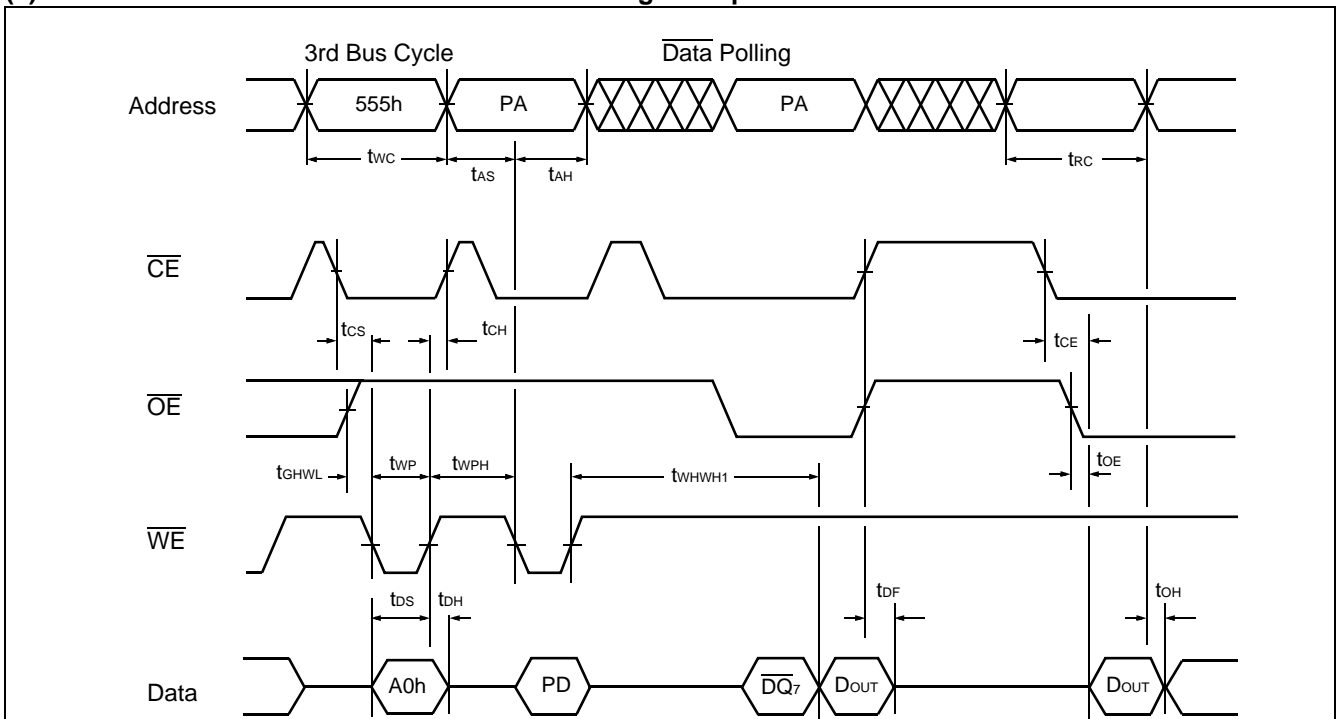 3rd Bus Cycle
Data Polling
Address
555h
PA
PA
tWC
tAS
tAH
tRC
CE
tCS
tCH
tCE
OE
tGHWL
tWP
tWPH
tWHWH1
tOE
WE
tDS
tDH
tDF
tOH
Data
A0h
PD
DQ7
DOUT
DOUT